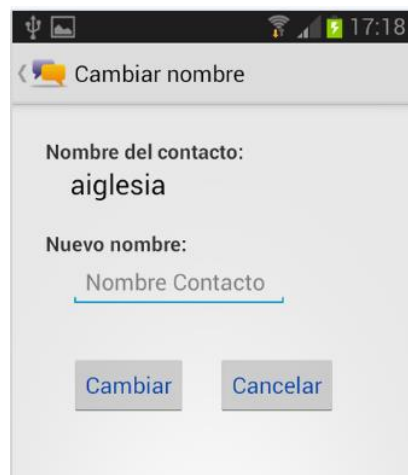 17:18
Cambiar nombre
Nombre del contacto:
aiglesia
Nuevo nombre:
Nombre Contacto
Cambiar Cancelar